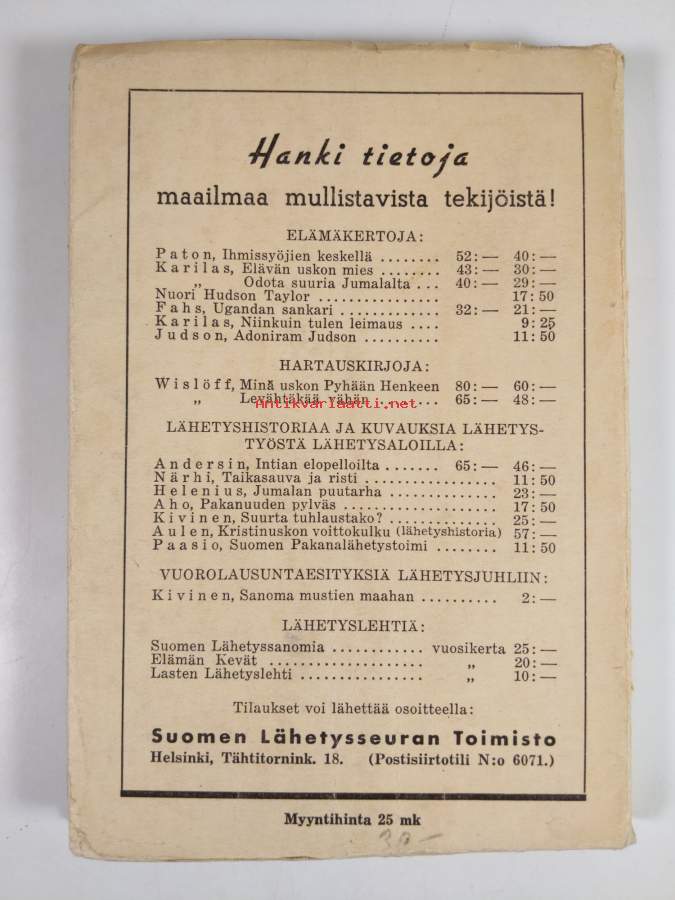 Hanki tietoja
maailmaa mullistavista tekijöistä!
ELÄMÄKERTOJA:
Paton, Ihmissyöjien keskellä ........ 52: — 40: —
Karilas, Elävän uskon mies ........ 43: — 30: —
„ Odota suuria Jumalalta ... 40: — 29: —
Nuori Hudson Taylor ................ 17: 50
Fahs, Ugandan sankari ........... 32: — 21: —
Karilas, Niinkuin tulen leimaus .... 9: 25
Judson, Adoniram Judson .......... 11: 50
HARTAUSKIRJOJA:
Wislöff, Minä uskon Pyhään Henkeen 80: — 60: —
„ Levähtäkää vähän ........ 65: — 48: —
Antikvariaatti.net
LÄHETYSHISTORIAA JA KUVAUKSIA LÄHETYS-
TYÖSTÄ LÄHETYSALOILLA:
Andersin, Intian elopelloilta ....... 65: — 46: —
Närhi, Taikasauva ja risti ................. 11: 50
Helenius, Jumalan puutarha .............. 23: —
Aho, Pakanuuden pylväs .................... 17: 50
Kivinen, Suurta tuhlaustako? .............. 25: —
Aulen, Kristinuskon voittokulku (lähetyshistoria) 57: —
Paasio, Suomen Pakanalähetystoimi ........ 11: 50
VUOROLAUSUNTAESITYKSIÄ LÄHETYSJUHLIIN:
Kivinen, Sanoma mustien maahan .......... 2: —
LÄHETYSLEHTIÄ:
Suomen Lähetyssanomia ........... vuosikerta 25: —
Elämän Kevät .................... „ 20: —
Lasten Lähetyslehti ................. „ 10: —
Tilaukset voi lähettää osoitteella:
Suomen Lähetysseuran Toimisto
Helsinki, Tähtitornink. 18. (Postisiirtotili N:o 6071.)
Myyntihinta 25 mk
30-